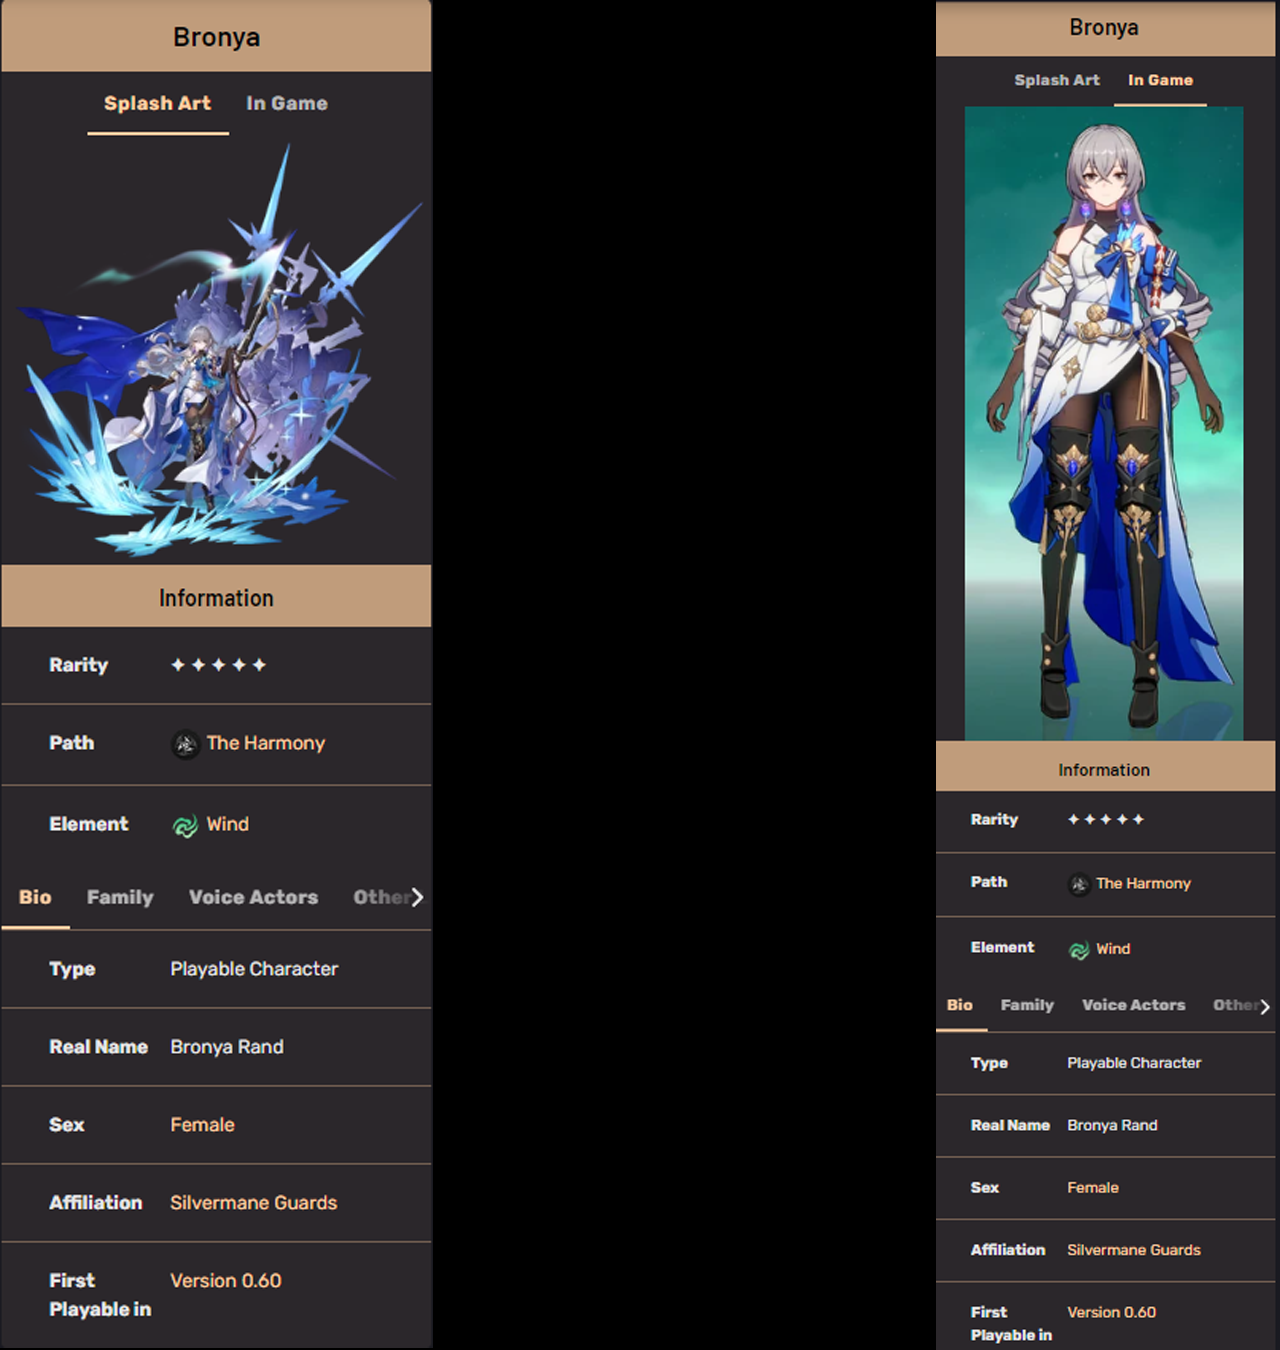 Bronya
Splash Art In Game
Information
Rarity
Path The Harmony
Element Wind
Bio Family Voice Actors Other
Type Playable Character
Real Name Bronya Rand
Sex Female
Affiliation Silvermane Guards
First Version 0.60
Playable in
Bronya
Splash Art In Game
Information
Rarity
Path The Harmony
Element Wind
Bio Family Voice Actors Other
Type Playable Character
Real Name Bronya Rand
Sex Female
Affiliation Silvermane Guards
First Version 0.60
Playable in